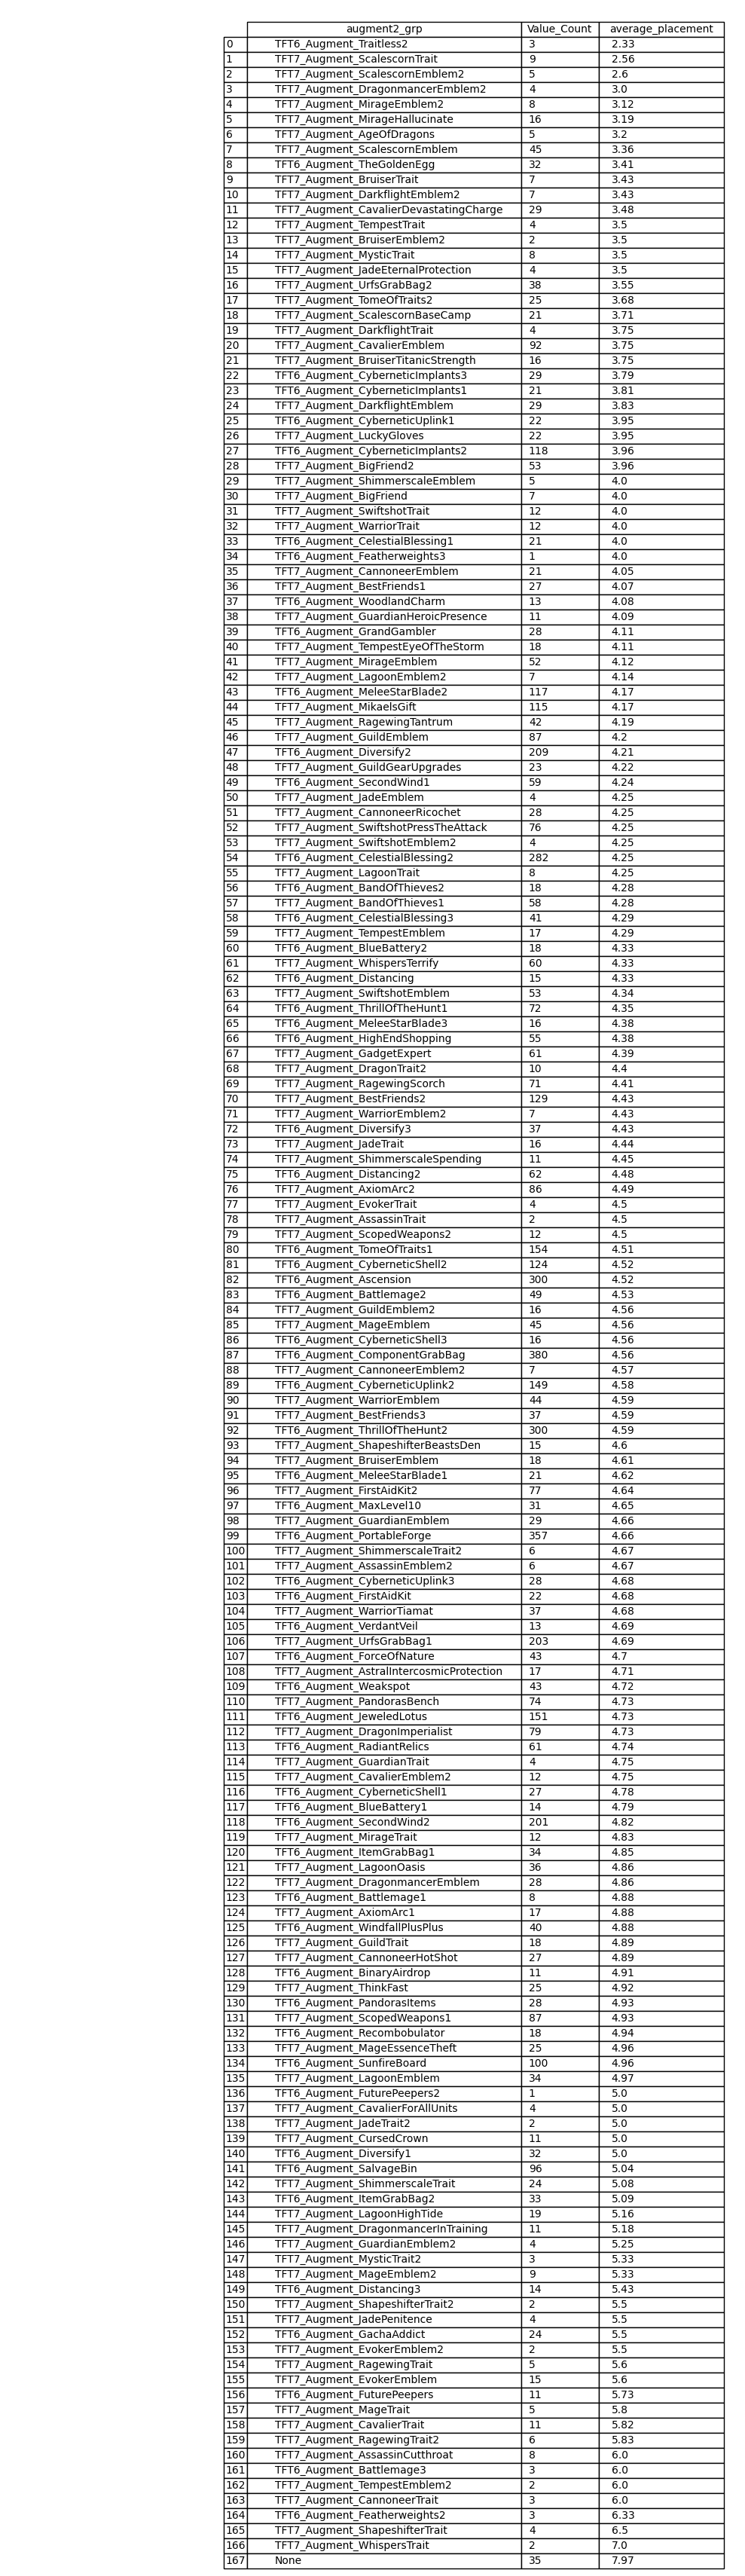 augment2_grp Value_Count average_placement
0 TFT6_Augment_Traitless2 3 2.33
1 TFT7_Augment_ScalescornTrait 9 2.56
2 TFT7_Augment_ScalescornEmblem2 5 2.6
3 TFT7_Augment_DragonmancerEmblem2 4 3.0
4 TFT7_Augment_MirageEmblem2 8 3.12
5 TFT7_Augment_MirageHallucinate 16 3.19
6 TFT7_Augment_AgeOfDragons 5 3.2
7 TFT7_Augment_ScalescornEmblem 45 3.36
8 TFT6_Augment_TheGoldenEgg 32 3.41
9 TFT7_Augment_BruiserTrait 7 3.43
10 TFT7_Augment_DarkflightEmblem2 7 3.43
11 TFT7_Augment_CavalierDevastatingCharge 29 3.48
12 TFT7_Augment_TempestTrait 4 3.5
13 TFT7_Augment_BruiserEmblem2 2 3.5
14 TFT7_Augment_MysticTrait 8 3.5
15 TFT7_Augment_JadeEternalProtection 4 3.5
16 TFT7_Augment_UrfsGrabBag2 38 3.55
17 TFT7_Augment_TomeOfTraits2 25 3.68
18 TFT7_Augment_ScalescornBaseCamp 21 3.71
19 TFT7_Augment_DarkflightTrait 4 3.75
20 TFT7_Augment_CavalierEmblem 92 3.75
21 TFT7_Augment_BruiserTitanicStrength 16 3.75
22 TFT6_Augment_CyberneticImplants3 29 3.79
23 TFT6_Augment_CyberneticImplants1 21 3.81
24 TFT7_Augment_DarkflightEmblem 29 3.83
25 TFT6_Augment_CyberneticUplink1 22 3.95
26 TFT7_Augment_LuckyGloves 22 3.95
27 TFT6_Augment_CyberneticImplants2 118 3.96
28 TFT7_Augment_BigFriend2 53 3.96
29 TFT7_Augment_ShimmerscaleEmblem 5 4.0
30 TFT7_Augment_BigFriend 7 4.0
31 TFT7_Augment_SwiftshotTrait 12 4.0
32 TFT7_Augment_WarriorTrait 12 4.0
33 TFT6_Augment_CelestialBlessing1 21 4.0
34 TFT6_Augment_Featherweights3 1 4.0
35 TFT7_Augment_CannoneerEmblem 21 4.05
36 TFT7_Augment_BestFriends1 27 4.07
37 TFT6_Augment_WoodlandCharm 13 4.08
38 TFT7_Augment_GuardianHeroicPresence 11 4.09
39 TFT6_Augment_GrandGambler 28 4.11
40 TFT7_Augment_TempestEyeOfTheStorm 18 4.11
41 TFT7_Augment_MirageEmblem 52 4.12
42 TFT7_Augment_LagoonEmblem2 7 4.14
43 TFT6_Augment_MeleeStarBlade2 117 4.17
44 TFT7_Augment_MikaelsGift 115 4.17
45 TFT7_Augment_RagewingTantrum 42 4.19
46 TFT7_Augment_GuildEmblem 87 4.2
47 TFT6_Augment_Diversify2 209 4.21
48 TFT7_Augment_GuildGearUpgrades 23 4.22
49 TFT6_Augment_SecondWind1 59 4.24
50 TFT7_Augment_JadeEmblem 4 4.25
51 TFT7_Augment_CannoneerRicochet 28 4.25
52 TFT7_Augment_SwiftshotPressTheAttack 76 4.25
53 TFT7_Augment_SwiftshotEmblem2 4 4.25
54 TFT6_Augment_CelestialBlessing2 282 4.25
55 TFT7_Augment_LagoonTrait 8 4.25
56 TFT6_Augment_BandOfThieves2 18 4.28
57 TFT7_Augment_BandOfThieves1 58 4.28
58 TFT6_Augment_CelestialBlessing3 41 4.29
59 TFT7_Augment_TempestEmblem 17 4.29
60 TFT6_Augment_BlueBattery2 18 4.33
61 TFT7_Augment_WhispersTerrify 60 4.33
62 TFT6_Augment_Distancing 15 4.33
63 TFT7_Augment_SwiftshotEmblem 53 4.34
64 TFT6_Augment_ThrillOfTheHunt1 72 4.35
65 TFT6_Augment_MeleeStarBlade3 16 4.38
66 TFT6_Augment_HighEndShopping 55 4.38
67 TFT7_Augment_GadgetExpert 61 4.39
68 TFT7_Augment_DragonTrait2 10 4.4
69 TFT7_Augment_RagewingScorch 71 4.41
70 TFT7_Augment_BestFriends2 129 4.43
71 TFT7_Augment_WarriorEmblem2 7 4.43
72 TFT6_Augment_Diversify3 37 4.43
73 TFT7_Augment_JadeTrait 16 4.44
74 TFT7_Augment_ShimmerscaleSpending 11 4.45
75 TFT6_Augment_Distancing2 62 4.48
76 TFT7_Augment_AxiomArc2 86 4.49
77 TFT7_Augment_EvokerTrait 4 4.5
78 TFT7_Augment_AssassinTrait 2 4.5
79 TFT7_Augment_ScopedWeapons2 12 4.5
80 TFT6_Augment_TomeOfTraits1 154 4.51
81 TFT6_Augment_CyberneticShell2 124 4.52
82 TFT6_Augment_Ascension 300 4.52
83 TFT6_Augment_Battlemage2 49 4.53
84 TFT7_Augment_GuildEmblem2 16 4.56
85 TFT7_Augment_MageEmblem 45 4.56
86 TFT6_Augment_CyberneticShell3 16 4.56
87 TFT6_Augment_ComponentGrabBag 380 4.56
88 TFT7_Augment_CannoneerEmblem2 7 4.57
89 TFT6_Augment_CyberneticUplink2 149 4.58
90 TFT7_Augment_WarriorEmblem 44 4.59
91 TFT7_Augment_BestFriends3 37 4.59
92 TFT6_Augment_ThrillOfTheHunt2 300 4.59
93 TFT7_Augment_ShapeshifterBeastsDen 15 4.6
94 TFT7_Augment_BruiserEmblem 18 4.61
95 TFT6_Augment_MeleeStarBlade1 21 4.62
96 TFT7_Augment_FirstAidKit2 77 4.64
97 TFT6_Augment_MaxLevel10 31 4.65
98 TFT7_Augment_GuardianEmblem 29 4.66
99 TFT6_Augment_PortableForge 357 4.66
100 TFT7_Augment_ShimmerscaleTrait2 6 4.67
101 TFT7_Augment_AssassinEmblem2 6 4.67
102 TFT6_Augment_CyberneticUplink3 28 4.68
103 TFT6_Augment_FirstAidKit 22 4.68
104 TFT7_Augment_WarriorTiamat 37 4.68
105 TFT6_Augment_VerdantVeil 13 4.69
106 TFT7_Augment_UrfsGrabBag1 203 4.69
107 TFT6_Augment_ForceOfNature 43 4.7
108 TFT7_Augment_AstralIntercosmicProtection 17 4.71
109 TFT6_Augment_Weakspot 43 4.72
110 TFT7_Augment_PandorasBench 74 4.73
111 TFT6_Augment_JeweledLotus 151 4.73
112 TFT7_Augment_DragonImperialist 79 4.73
113 TFT6_Augment_RadiantRelics 61 4.74
114 TFT7_Augment_GuardianTrait 4 4.75
115 TFT7_Augment_CavalierEmblem2 12 4.75
116 TFT6_Augment_CyberneticShell1 27 4.78
117 TFT6_Augment_BlueBattery1 14 4.79
118 TFT6_Augment_SecondWind2 201 4.82
119 TFT7_Augment_MirageTrait 12 4.83
120 TFT6_Augment_ItemGrabBag1 34 4.85
121 TFT7_Augment_LagoonOasis 36 4.86
122 TFT7_Augment_DragonmancerEmblem 28 4.86
123 TFT6_Augment_Battlemage1 8 4.88
124 TFT7_Augment_AxiomArc1 17 4.88
125 TFT6_Augment_WindfallPlusPlus 40 4.88
126 TFT7_Augment_GuildTrait 18 4.89
127 TFT7_Augment_CannoneerHotShot 27 4.89
128 TFT6_Augment_BinaryAirdrop 11 4.91
129 TFT7_Augment_ThinkFast 25 4.92
130 TFT6_Augment_PandorasItems 28 4.93
131 TFT7_Augment_ScopedWeapons1 87 4.93
132 TFT6_Augment_Recombobulator 18 4.94
133 TFT7_Augment_MageEssenceTheft 25 4.96
134 TFT6_Augment_SunfireBoard 100 4.96
135 TFT7_Augment_LagoonEmblem 34 4.97
136 TFT6_Augment_FuturePeepers2 1 5.0
137 TFT7_Augment_CavalierForAllUnits 4 5.0
138 TFT7_Augment_JadeTrait2 2 5.0
139 TFT7_Augment_CursedCrown 11 5.0
140 TFT6_Augment_Diversify1 32 5.0
141 TFT6_Augment_SalvageBin 96 5.04
142 TFT7_Augment_ShimmerscaleTrait 24 5.08
143 TFT6_Augment_ItemGrabBag2 33 5.09
144 TFT7_Augment_LagoonHighTide 19 5.16
145 TFT7_Augment_DragonmancerInTraining 11 5.18
146 TFT7_Augment_GuardianEmblem2 4 5.25
147 TFT7_Augment_MysticTrait2 3 5.33
148 TFT7_Augment_MageEmblem2 9 5.33
149 TFT6_Augment_Distancing3 14 5.43
150 TFT7_Augment_ShapeshifterTrait2 2 5.5
151 TFT7_Augment_JadePenitence 4 5.5
152 TFT6_Augment_GachaAddict 24 5.5
153 TFT7_Augment_EvokerEmblem2 2 5.5
154 TFT7_Augment_RagewingTrait 5 5.6
155 TFT7_Augment_EvokerEmblem 15 5.6
156 TFT6_Augment_FuturePeepers 11 5.73
157 TFT7_Augment_MageTrait 5 5.8
158 TFT7_Augment_CavalierTrait 11 5.82
159 TFT7_Augment_RagewingTrait2 6 5.83
160 TFT7_Augment_AssassinCutthroat 8 6.0
161 TFT6_Augment_Battlemage3 3 6.0
162 TFT7_Augment_TempestEmblem2 2 6.0
163 TFT7_Augment_CannoneerTrait 3 6.0
164 TFT6_Augment_Featherweights2 3 6.33
165 TFT7_Augment_ShapeshifterTrait 4 6.5
166 TFT7_Augment_WhispersTrait 2 7.0
167 None 35 7.97